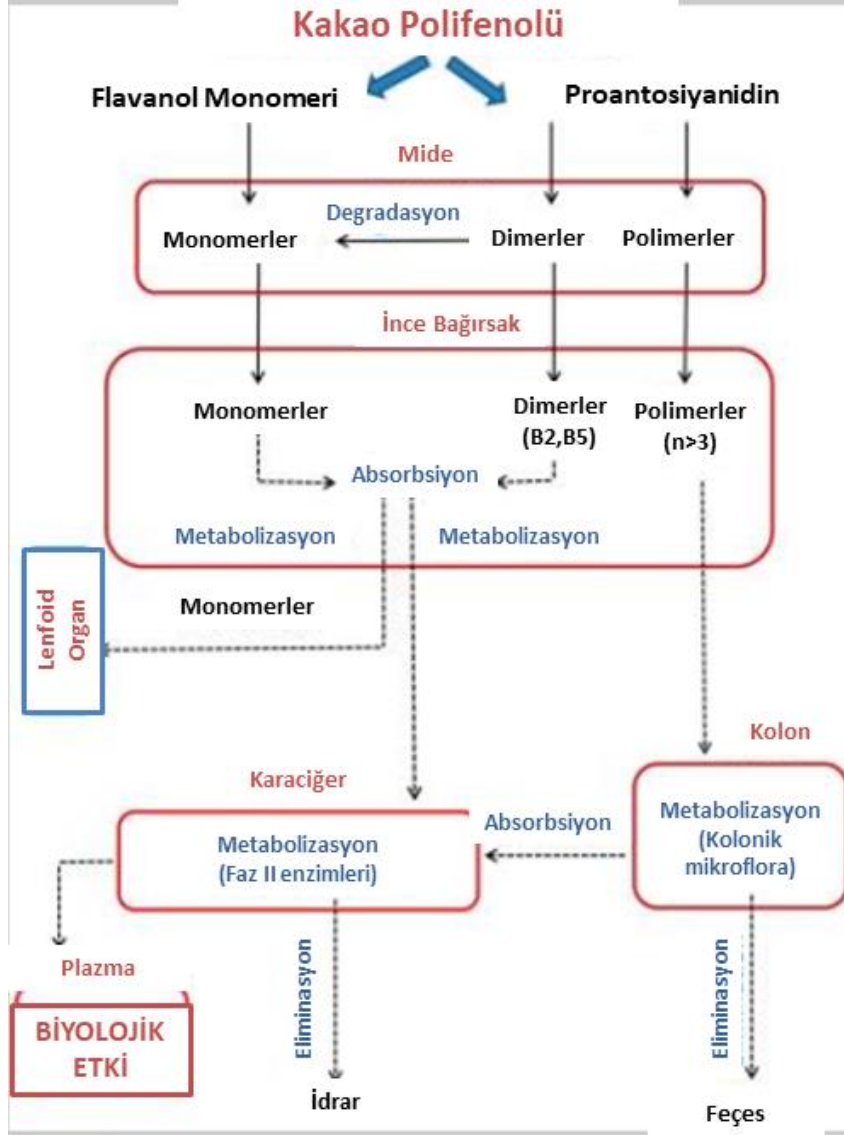 Kakao Polifenolü
Flavanol Monomeri
Proantosiyanidin
Mide
Degradasyon
Monomerler
Dimerler
Polimerler
İnce Bağırsak
Monomerler
Dimerler
(B2,B5)
Polimerler
(n>3)
Absorbsiyon
Metabolizasyon
Metabolizasyon
Lenfoid
Organ
Monomerler
Kolon
Karaciğer
Metabolizasyon
(Faz II enzimleri)
Absorbsiyon
Metabolizasyon
(Kolonik
mikroflora)
Plazma
BİYOLOJİK
ETKİ
Eliminasyon
Eliminasyon
İdrar
Feçes